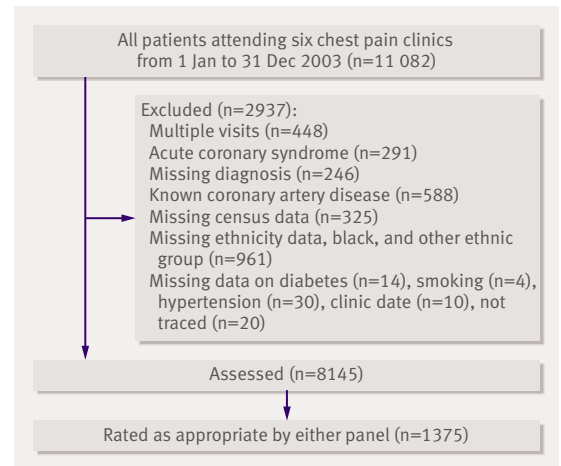 All patients attending six chest pain clinics
from 1 Jan to 31 Dec 2003 (n=11 082)
Excluded (n=2937):
Multiple visits (n=448)
Acute coronary syndrome (n=291)
Missing diagnosis (n=246)
Known coronary artery disease (n=588)
Missing census data (n=325)
Missing ethnicity data, black, and other ethnic
group (n=961)
Missing data on diabetes (n=14), smoking (n=4),
hypertension (n=30), clinic date (n=10), not
traced (n=20)
Assessed (n=8145)
Rated as appropriate by either panel (n=1375)